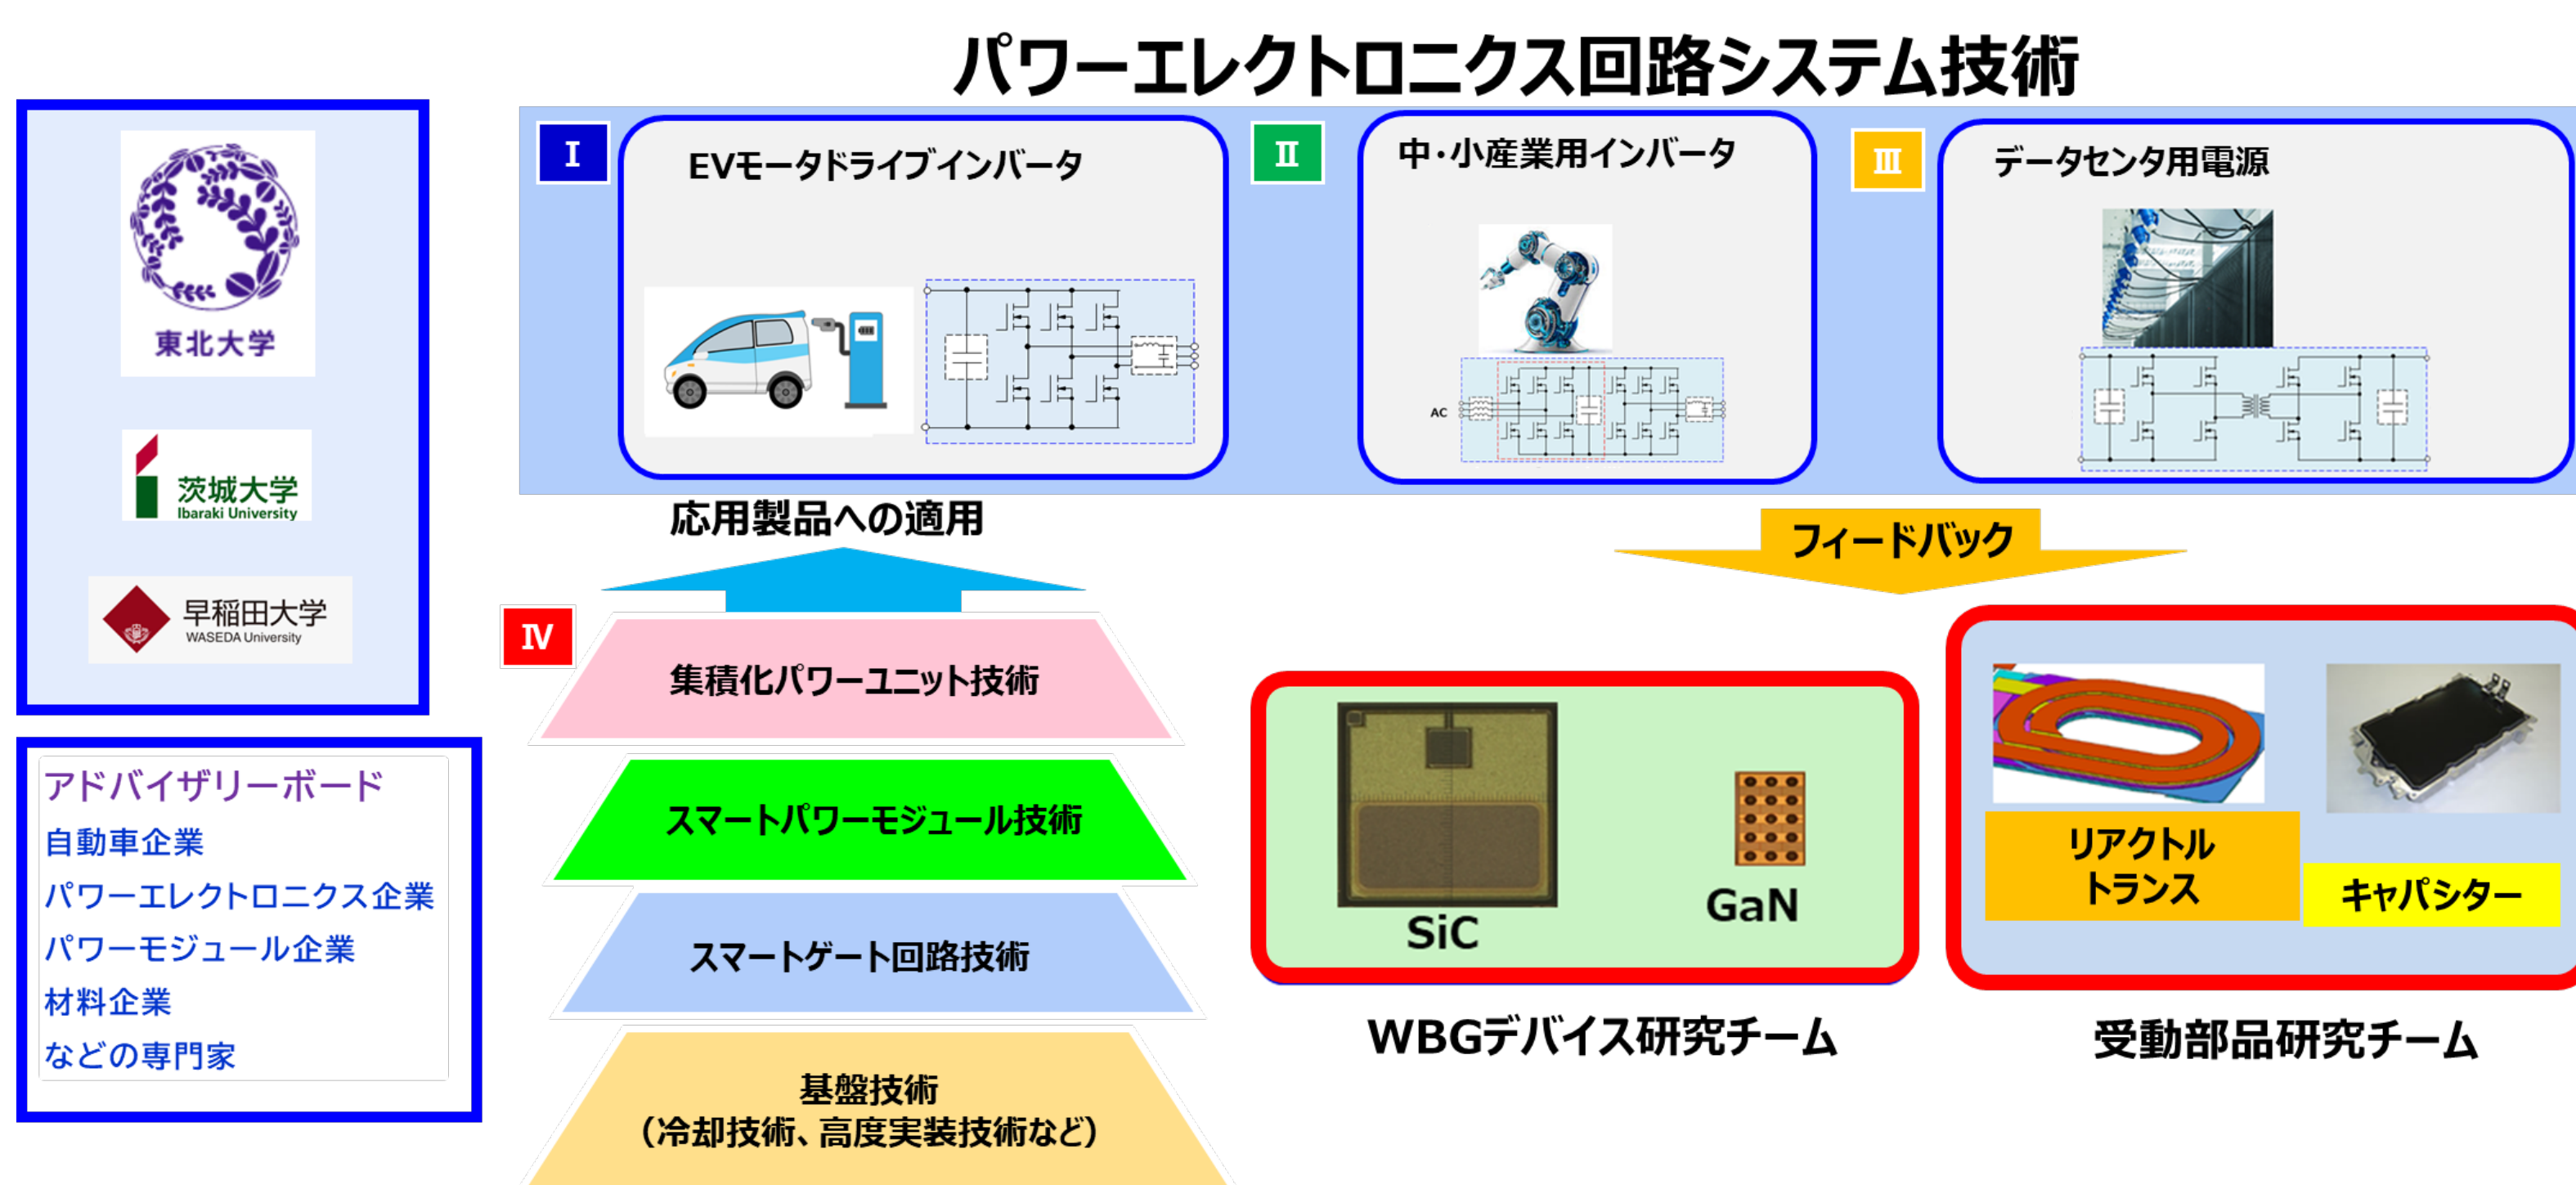 パワーエレクトロニクス回路システム技術
東北大学
茨城大学
Ibaraki University
早稲田大学
WASEDA University
アドバイザリーボード
自動車企業
パワーエレクトロニクス企業
パワーモジュール企業
材料企業
などの専門家
I
EVモータドライブインバータ
II
中・小産業用インバータ
AC
III
データセンタ用電源
応用製品への適用
フィードバック
IV
集積化パワーユニット技術
スマートパワーモジュール技術
スマートゲート回路技術
基盤技術
（冷却技術、高度実装技術など）
SiC
GaN
WBGデバイス研究チーム
リアクトル
トランス
キャパシター
受動部品研究チーム